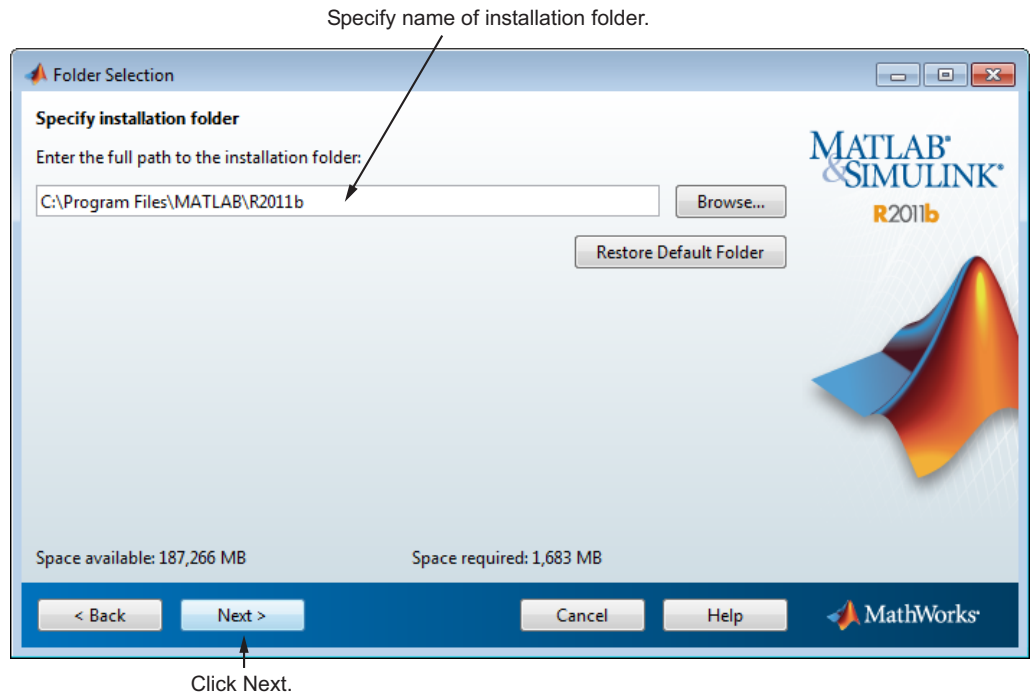 Specify name of installation folder.
Folder Selection
Specify installation folder
Enter the full path to the installation folder:
C:\Program Files\MATLAB\R2011b
Browse...
Restore Default Folder
MATLAB®
&SIMULINK®
R2011b
Space available: 187,266 MB
Space required: 1,683 MB
< Back
Next >
Cancel
Help
MathWorks®
Click Next.